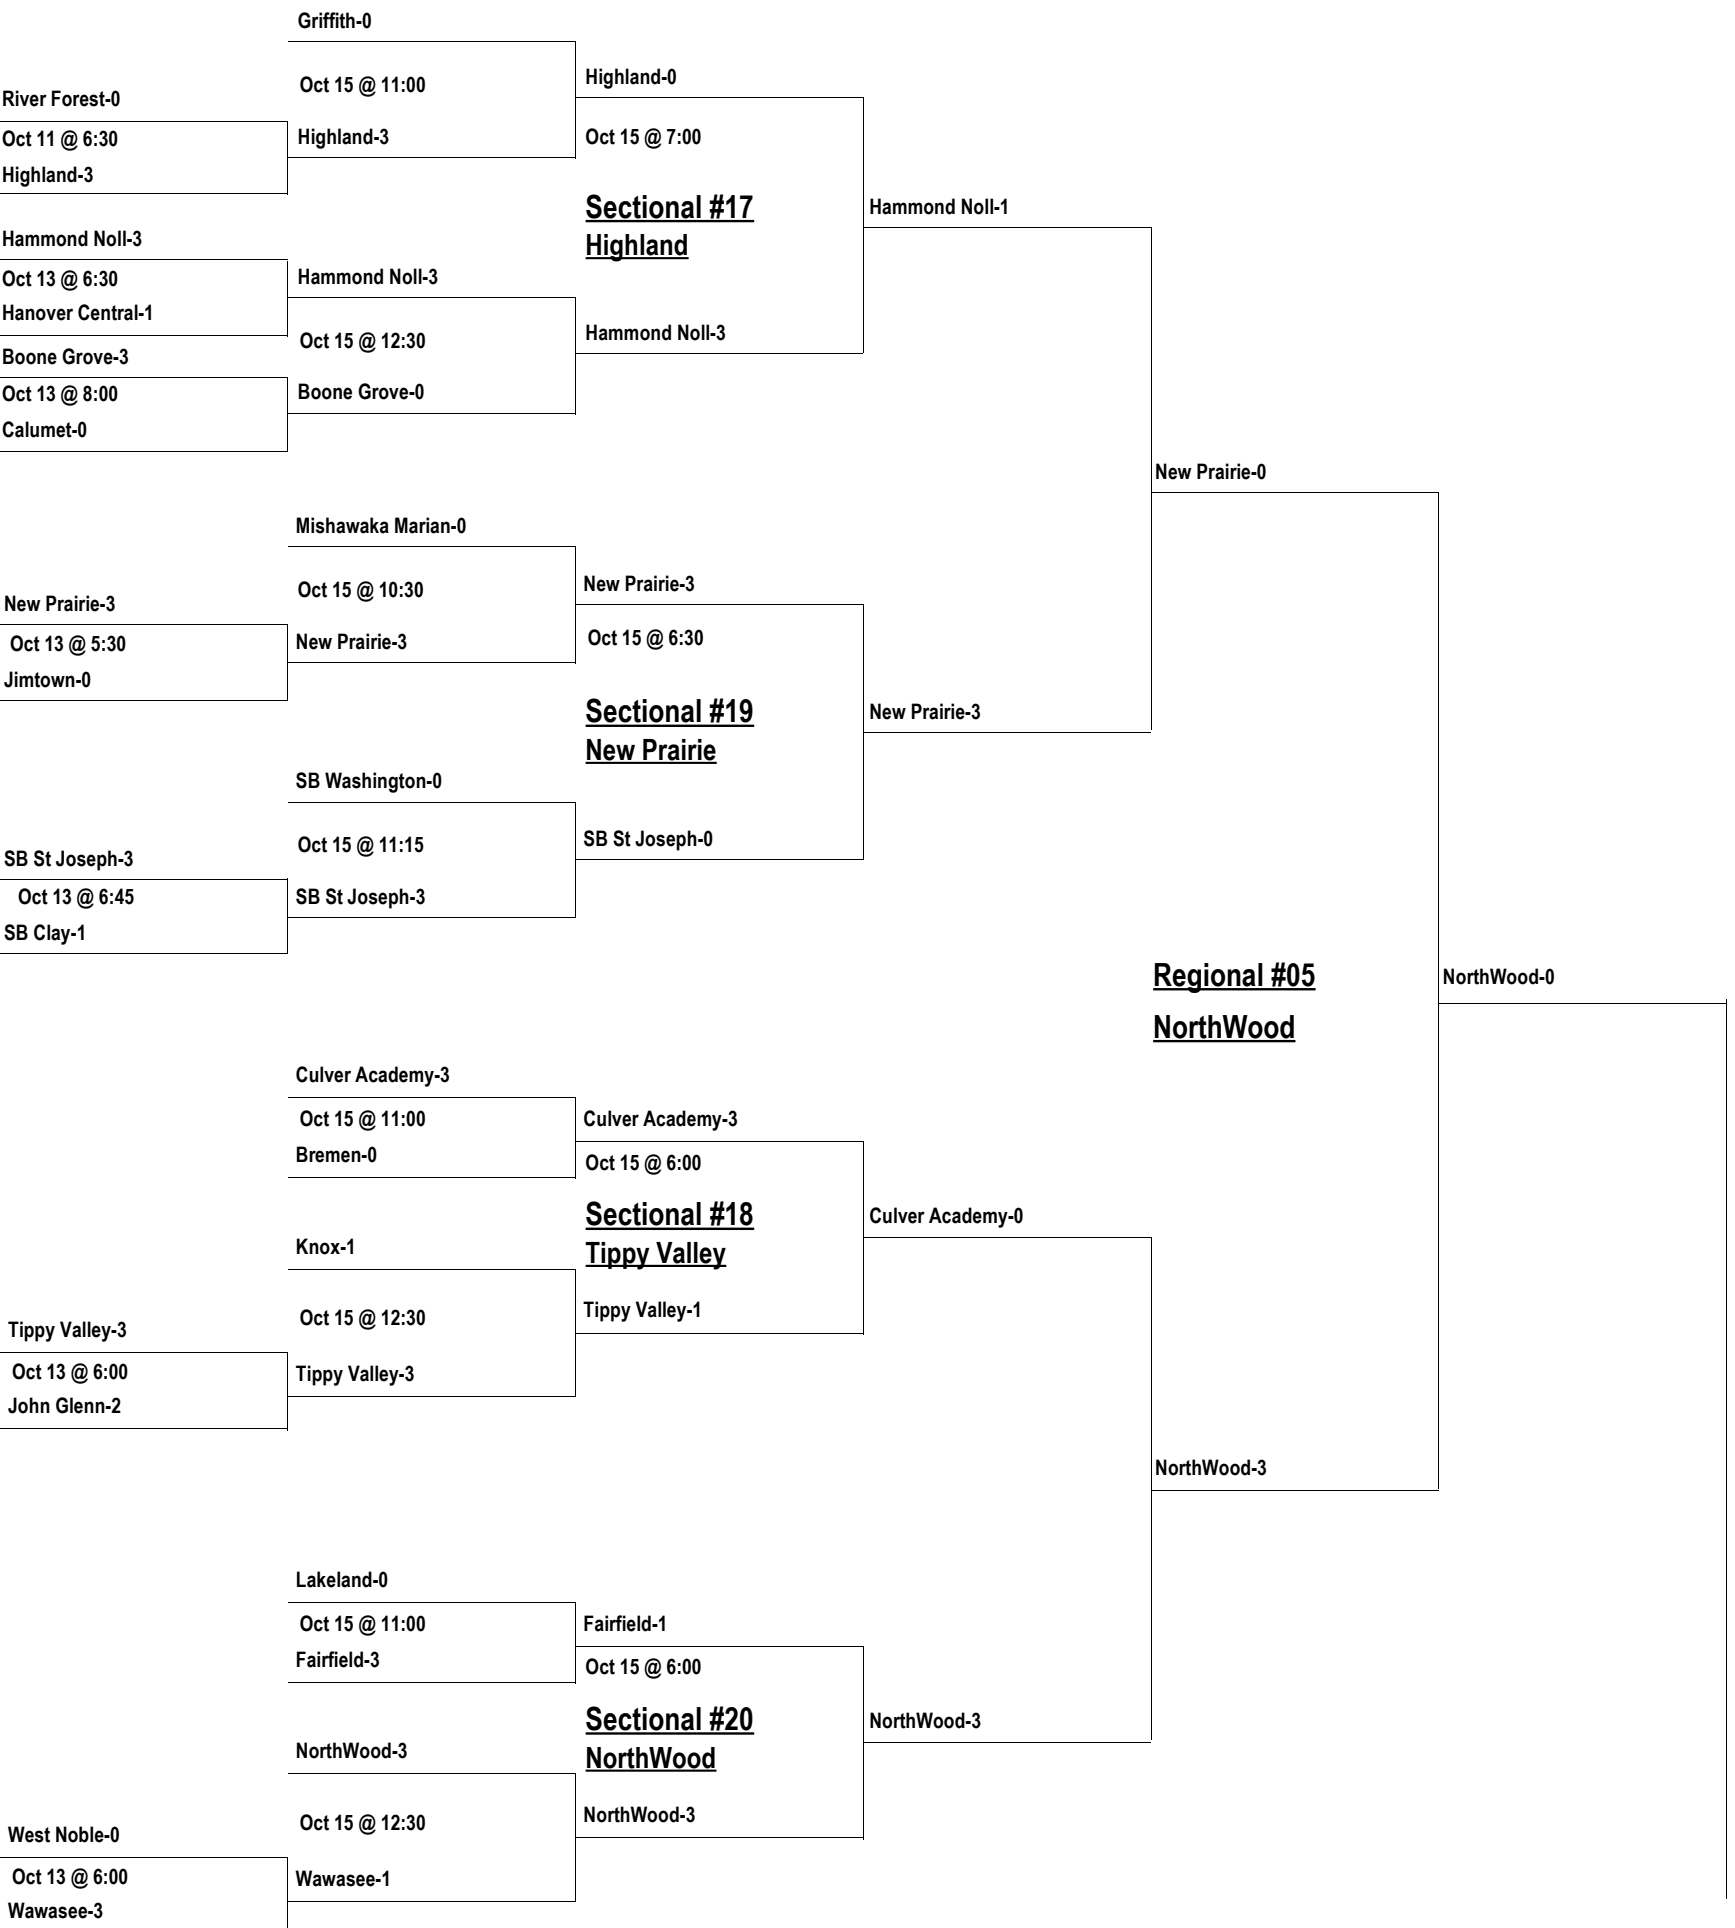 Griffith-0
Oct 15 @ 11:00
Highland-0
River Forest-0
Oct 11 @ 6:30
Highland-3
Oct 15 @ 7:00
Highland-3
Sectional #17
Highland
Hammond Noll-1
Hammond Noll-3
Oct 13 @ 6:30
Hammond Noll-3
Hanover Central-1
Oct 15 @ 12:30
Hammond Noll-3
Boone Grove-3
Oct 13 @ 8:00
Boone Grove-0
Calumet-0
New Prairie-0
Mishawaka Marian-0
Oct 15 @ 10:30
New Prairie-3
New Prairie-3
Oct 13 @ 5:30
New Prairie-3
Oct 15 @ 6:30
Jimtown-0
Sectional #19
New Prairie
New Prairie-3
SB Washington-0
Oct 15 @ 11:15
SB St Joseph-0
SB St Joseph-3
Oct 13 @ 6:45
SB St Joseph-3
SB Clay-1
Regional #05
NorthWood
NorthWood-0
Culver Academy-3
Oct 15 @ 11:00
Culver Academy-3
Bremen-0
Oct 15 @ 6:00
Sectional #18
Tippy Valley
Culver Academy-0
Knox-1
Oct 15 @ 12:30
Tippy Valley-1
Tippy Valley-3
Oct 13 @ 6:00
Tippy Valley-3
John Glenn-2
NorthWood-3
Lakeland-0
Oct 15 @ 11:00
Fairfield-1
Fairfield-3
Oct 15 @ 6:00
Sectional #20
NorthWood
NorthWood-3
NorthWood-3
Oct 15 @ 12:30
NorthWood-3
West Noble-0
Oct 13 @ 6:00
Wawasee-1
Wawasee-3